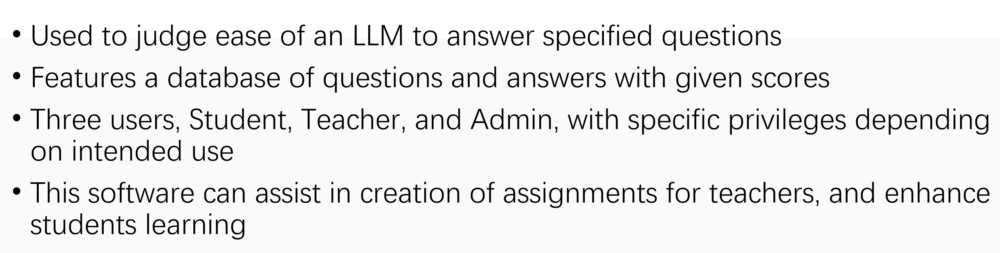 • Used to judge ease of an LLM to answer specified questions
• Features a database of questions and answers with given scores
• Three users, Student, Teacher, and Admin, with specific privileges depending
on intended use
• This software can assist in creation of assignments for teachers, and enhance
students learning